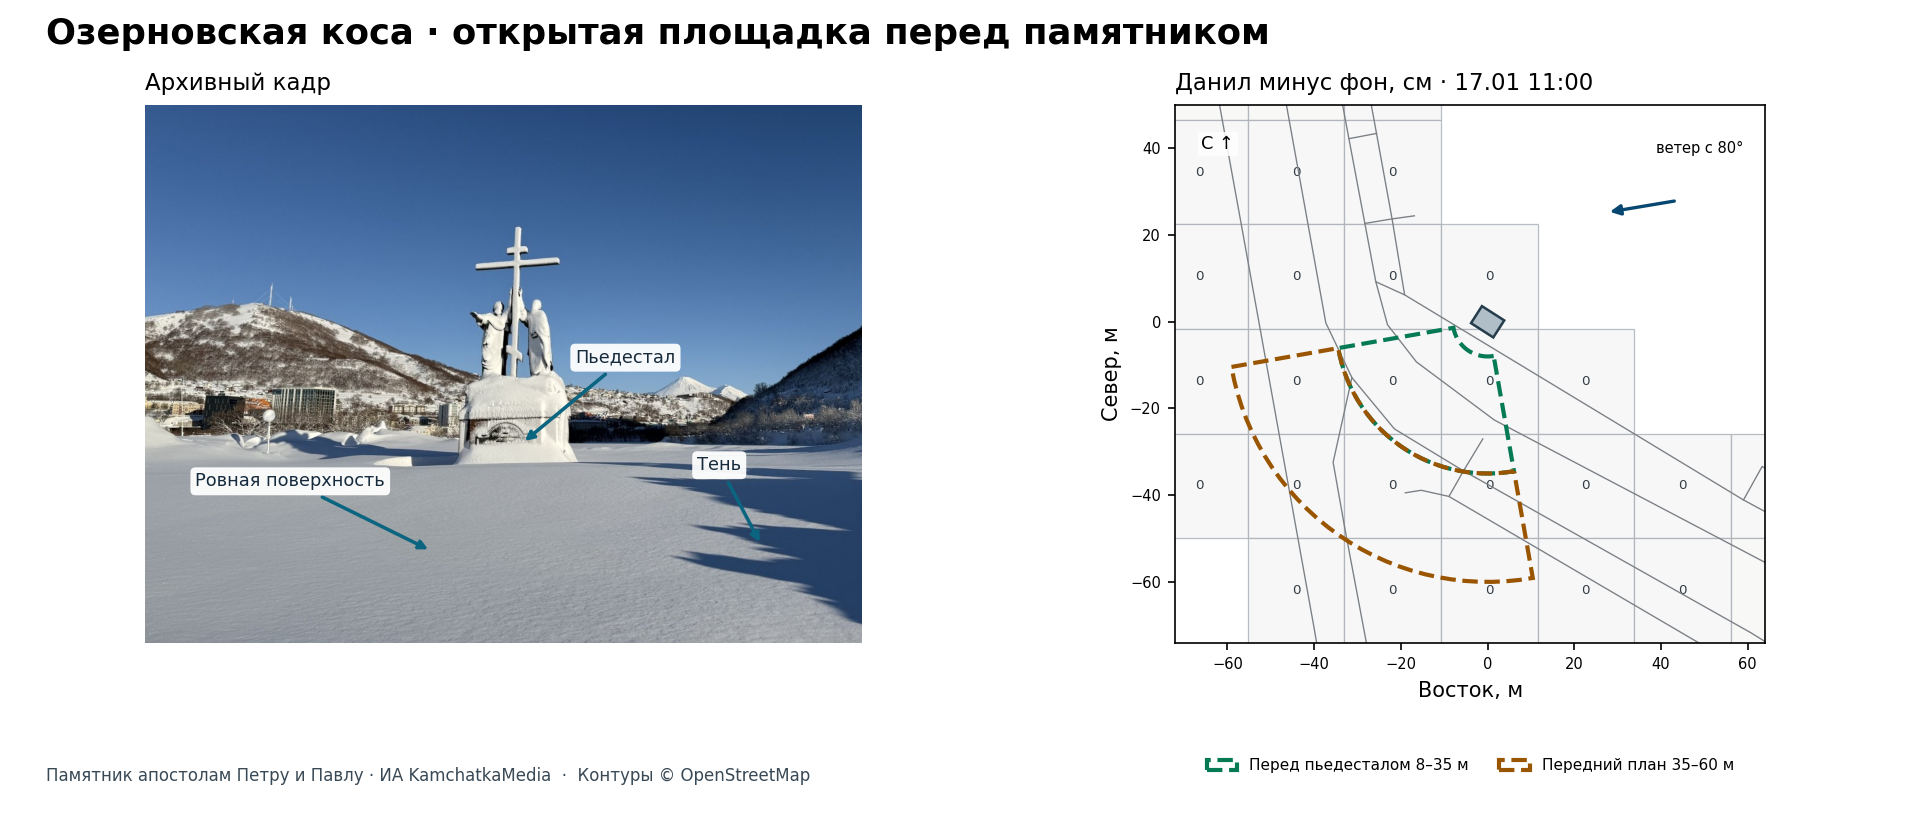 Озерновская коса · открытая площадка перед памятником
Архивный кадр
Пьедестал
Тень
Ровная поверхность
Данил минус фон, см · 17.01 11:00
С ↑
ветер с 80°
0 0 0
0 0 0 0
0 0 0 0 0
0 0 0 0 0 0
0 0 0 0 0
40
20
0
−20
−40
−60
Север, м
−60 −40 −20 0 20 40 60
Восток, м
Перед пьедесталом 8–35 м
Передний план 35–60 м
Памятник апостолам Петру и Павлу · ИА KamchatkaMedia · Контуры © OpenStreetMap